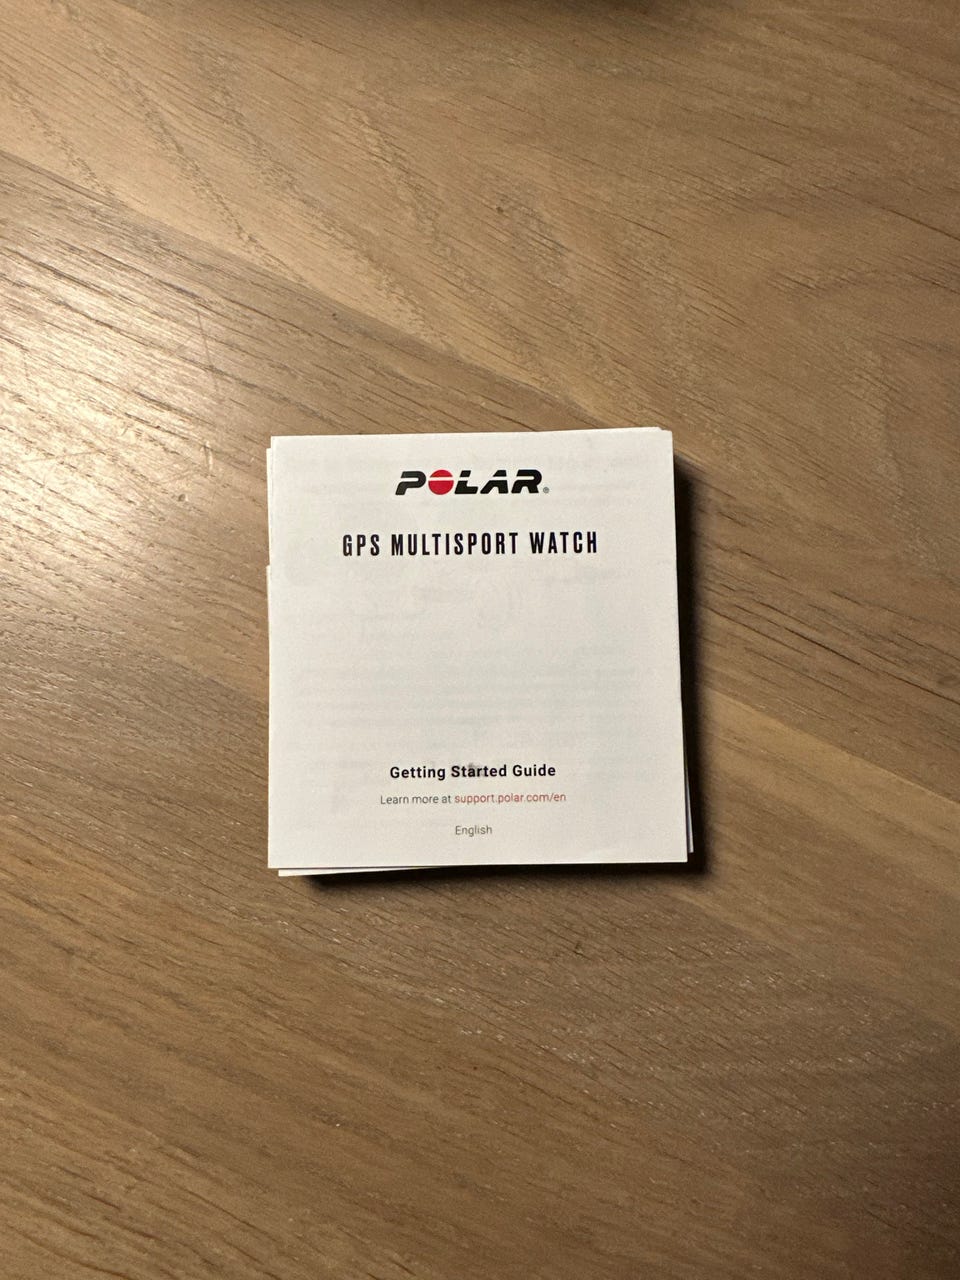 POLAR®
GPS MULTISPORT WATCH
Getting Started Guide
Learn more at support.polar.com/en
English